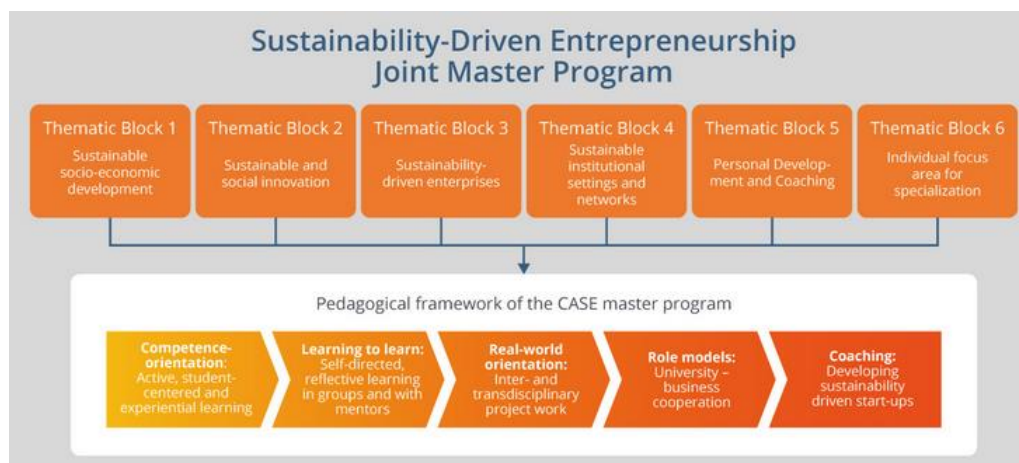 Sustainability-Driven Entrepreneurship
Joint Master Program
Thematic Block 1
Sustainable
socio-economic
development
Thematic Block 2
Sustainable and
social innovation
Thematic Block 3
Sustainability-
driven enterprises
Thematic Block 4
Sustainable
institutional
settings and
networks
Thematic Block 5
Personal Develop-
ment and Coaching
Thematic Block 6
Individual focus
area for
specialization
Pedagogical framework of the CASE master program
Competence-
orientation:
Active, student-
centered and
experiential learning
Learning to learn:
Self-directed,
reflective learning
in groups and with
mentors
Real-world
orientation:
Inter- and
transdisciplinary
project work
Role models:
University –
business
cooperation
Coaching:
Developing
sustainability
driven start-ups